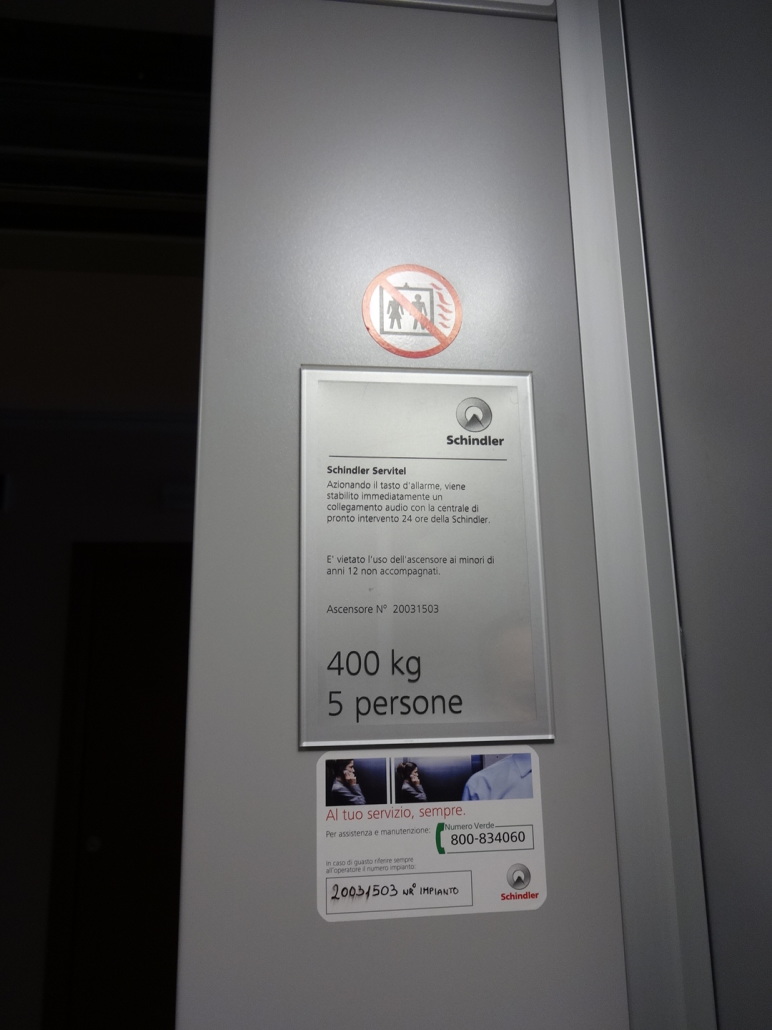 Schindler
Schindler Servitel
Azionando il tasto d'allarme, viene
stabilito immediatamente un
collegamento audio con la centrale di
pronto intervento 24 ore della Schindler.
E' vietato l'uso dell'ascensore ai minori di
anni 12 non accompagnati.
Ascensore N° 20031503
400 kg
5 persone
Al tuo servizio, sempre.
Per assistenza e manutenzione:
Numero Verde
800-834060
In caso di guasto riferire sempre
all'operatore il numero impianto:
20031503 NR° IMPIANTO
Schindler